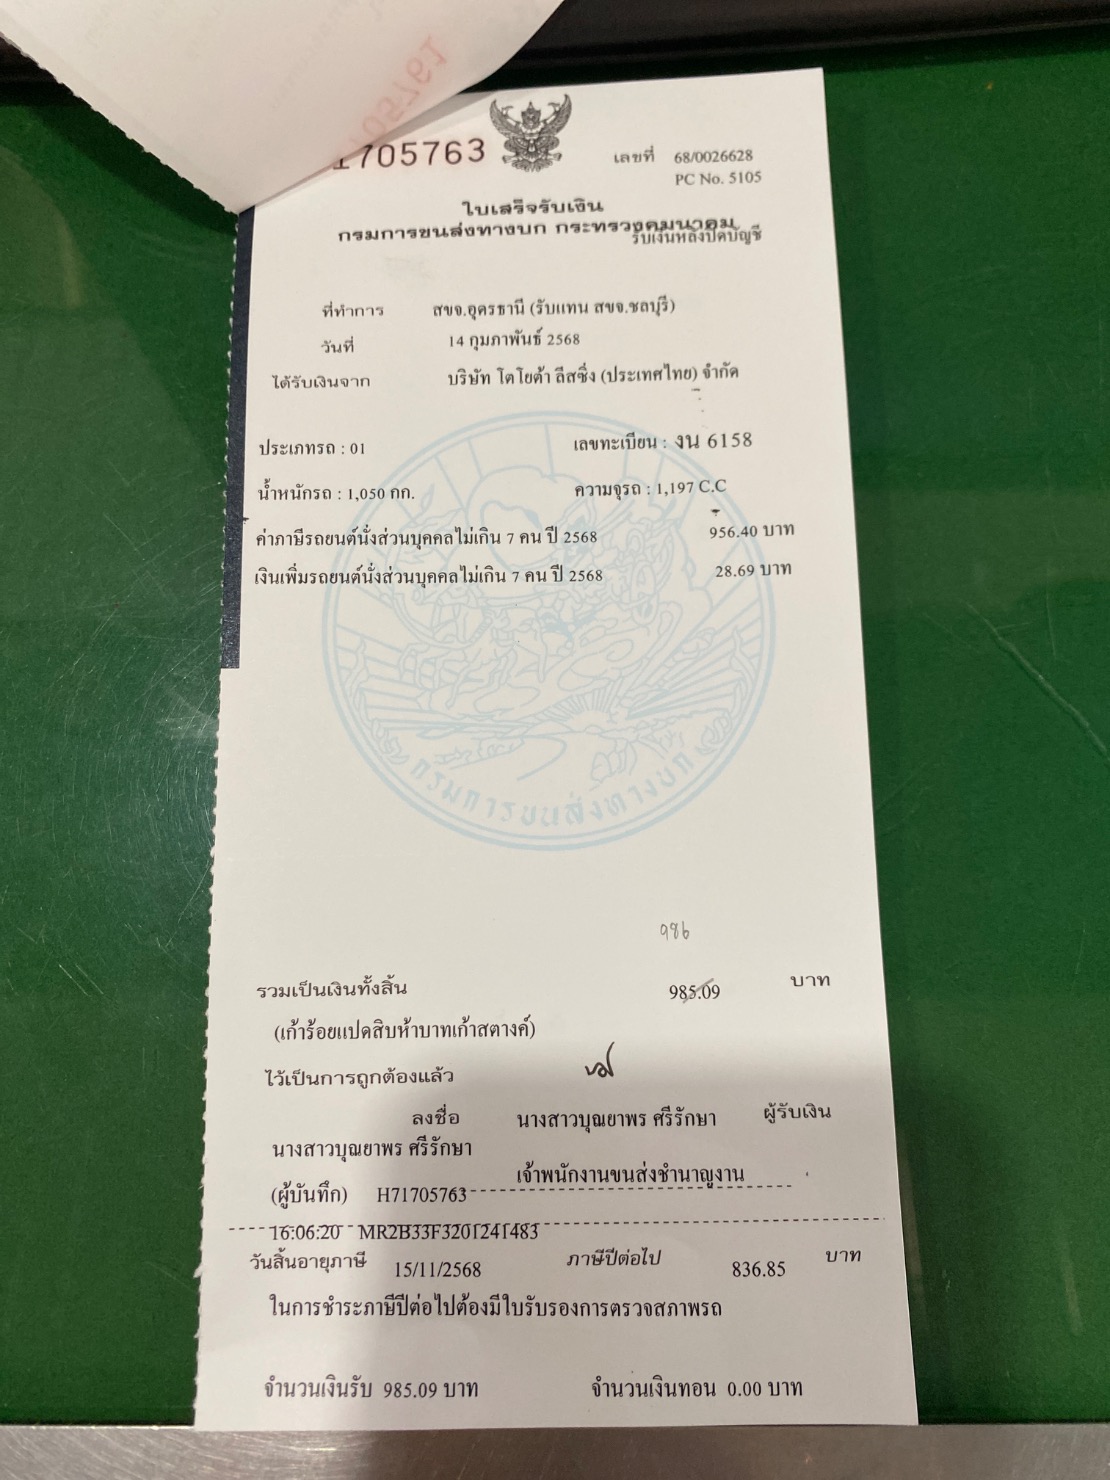 1705763
เลขที่ 68/0026628
PC No. 5105
ใบเสร็จรับเงิน
กรมการขนส่งทางบก กระทรวงคมนาคม
รับเงินหลังปิดบัญชี
ที่ทำการ สขจ.อุดรธานี (รับแทน สขจ.ชลบุรี)
วันที่ 14 กุมภาพันธ์ 2568
ได้รับเงินจาก บริษัท โตโยต้า ลีสซิ่ง (ประเทศไทย) จำกัด
ประเภทรถ : 01 เลขทะเบียน : งน 6158
น้ำหนักรถ : 1,050 กก. ความจุรถ : 1,197 C.C
ค่าภาษีรถยนต์นั่งส่วนบุคคลไม่เกิน 7 คน ปี 2568 956.40 บาท
เงินเพิ่มรถยนต์นั่งส่วนบุคคลไม่เกิน 7 คน ปี 2568 28.69 บาท
กรมการขนส่งทางบก
986
รวมเป็นเงินทั้งสิ้น 985.09 บาท
(เก้าร้อยแปดสิบห้าบาทเก้าสตางค์)
ไว้เป็นการถูกต้องแล้ว
ลงชื่อ นางสาวบุณยาพร ศรีรักษา ผู้รับเงิน
นางสาวบุณยาพร ศรีรักษา
เจ้าพนักงานขนส่งชำนาญงาน
(ผู้บันทึก) H71705763
16:06:20 MR2B33F3201241483
วันสิ้นอายุภาษี 15/11/2568 ภาษีปีต่อไป 836.85 บาท
ในการชำระภาษีปีต่อไปต้องมีใบรับรองการตรวจสภาพรถ
จำนวนเงินรับ 985.09 บาท จำนวนเงินทอน 0.00 บาท